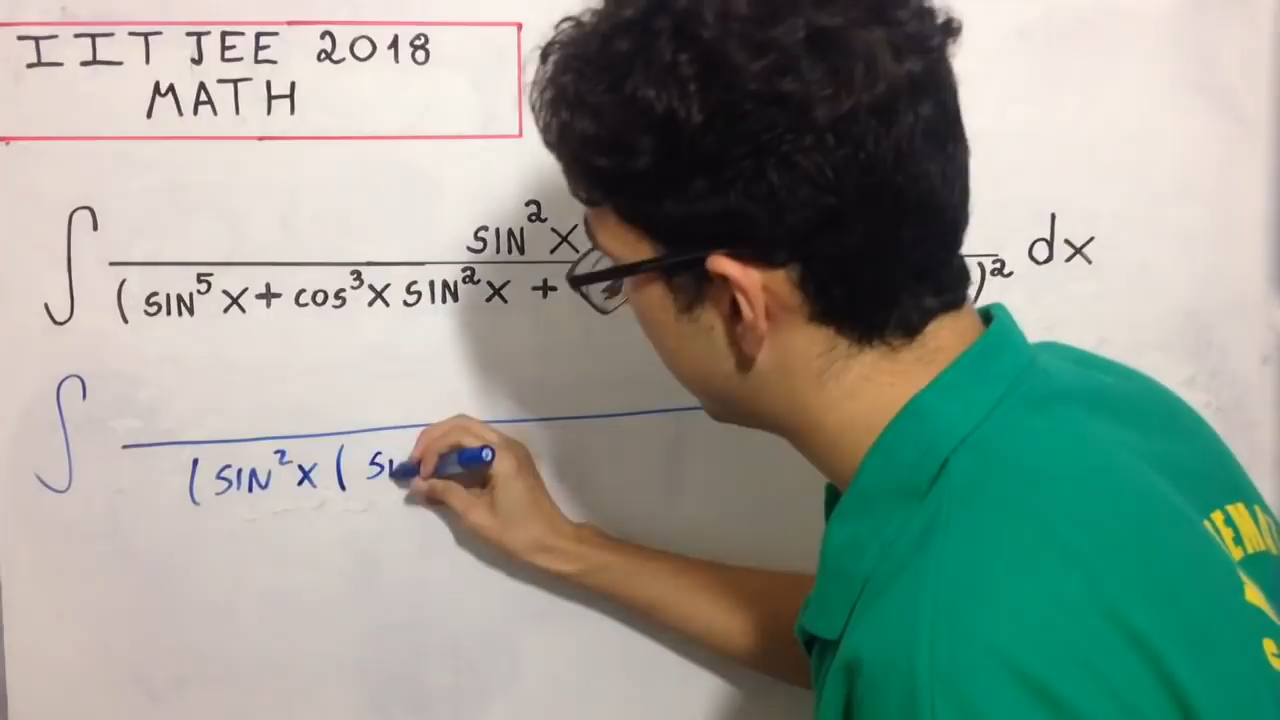 IIT JEE 2018
MATH
∫ SIN²X
(SIN⁵X + COS³X SIN²X + )² dx
∫
(SIN²X (